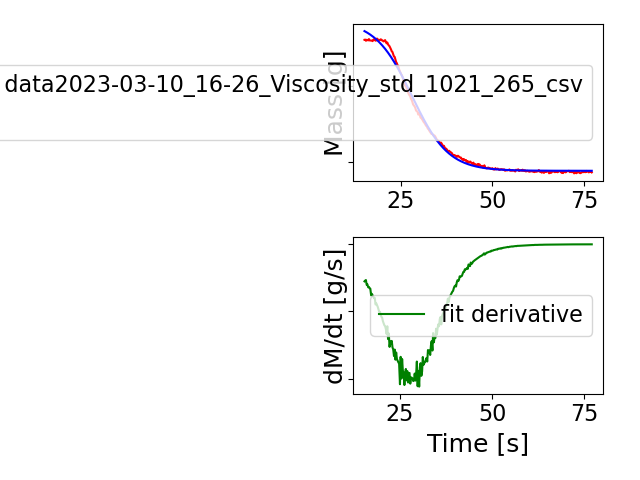 Mass [g]
data2023-03-10_16-26_Viscosity_std_1021_265_csv
25 50 75
dM/dt [g/s]
fit derivative
25 50 75
Time [s]